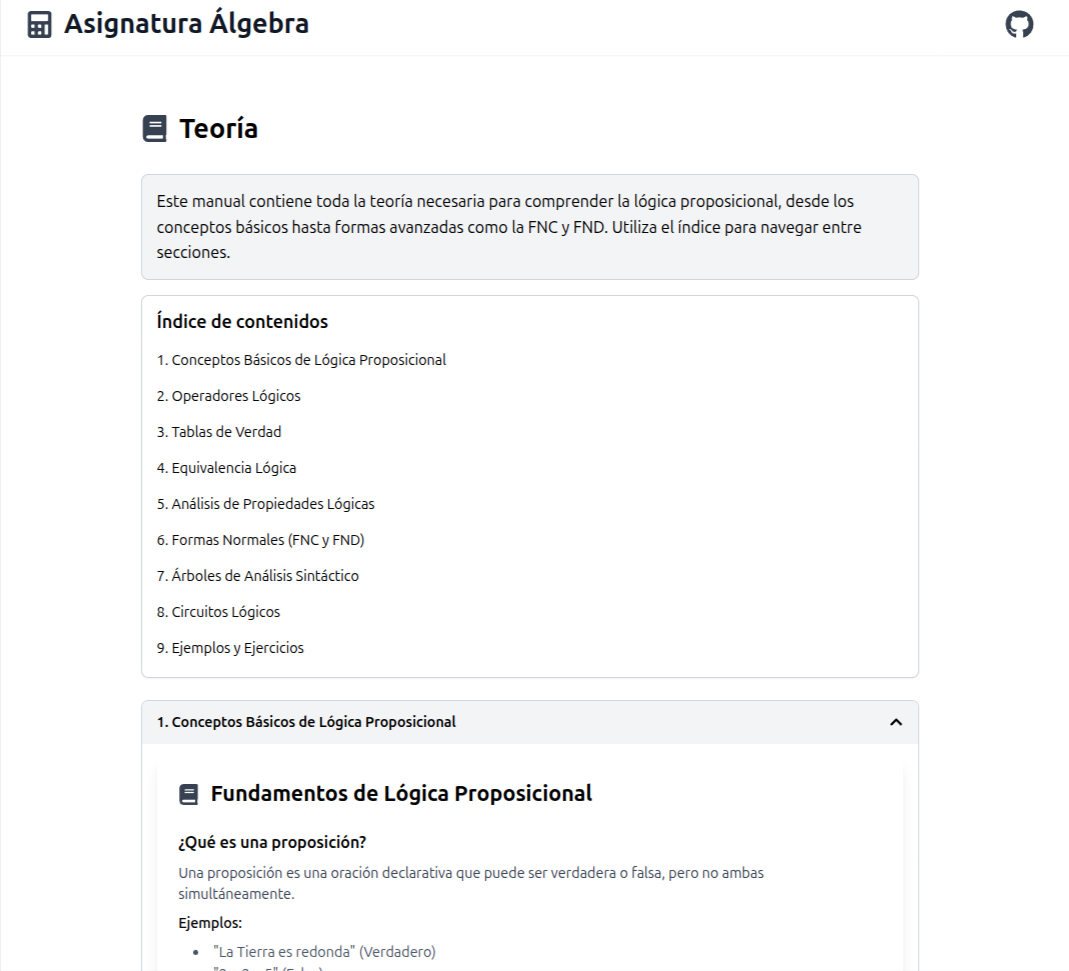 Asignatura Álgebra
Teoría
Este manual contiene toda la teoría necesaria para comprender la lógica proposicional, desde los
conceptos básicos hasta formas avanzadas como la FNC y FND. Utiliza el índice para navegar entre
secciones.
Índice de contenidos
1. Conceptos Básicos de Lógica Proposicional
2. Operadores Lógicos
3. Tablas de Verdad
4. Equivalencia Lógica
5. Análisis de Propiedades Lógicas
6. Formas Normales (FNC y FND)
7. Árboles de Análisis Sintáctico
8. Circuitos Lógicos
9. Ejemplos y Ejercicios
1. Conceptos Básicos de Lógica Proposicional
Fundamentos de Lógica Proposicional
¿Qué es una proposición?
Una proposición es una oración declarativa que puede ser verdadera o falsa, pero no ambas
simultáneamente.
Ejemplos:
• "La Tierra es redonda" (Verdadero)